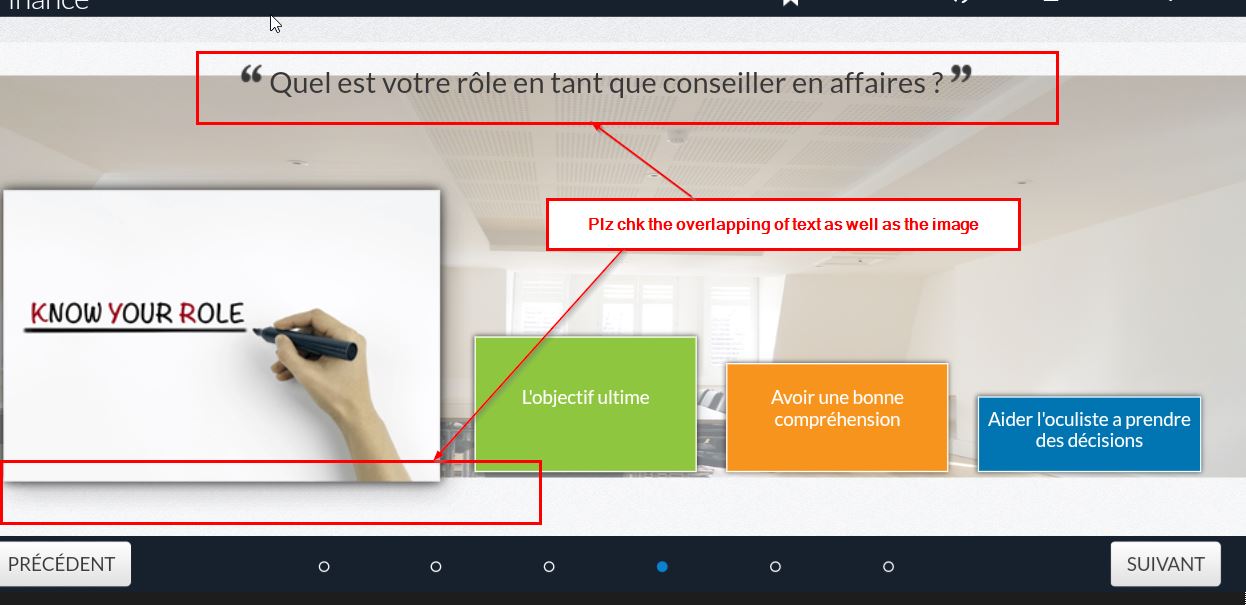 “ Quel est votre rôle en tant que conseiller en affaires ? ”
Plz chk the overlapping of text as well as the image
KNOW YOUR ROLE
L'objectif ultime
Avoir une bonne
compréhension
Aider l'oculiste a prendre
des décisions
PRÉCÉDENT
SUIVANT